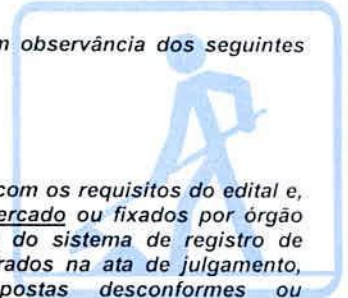 m observância dos seguintes
com os requisitos do edital e,
ercado ou fixados por órgão
do sistema de registro de
rados na ata de julgamento,
postas desconformes ou